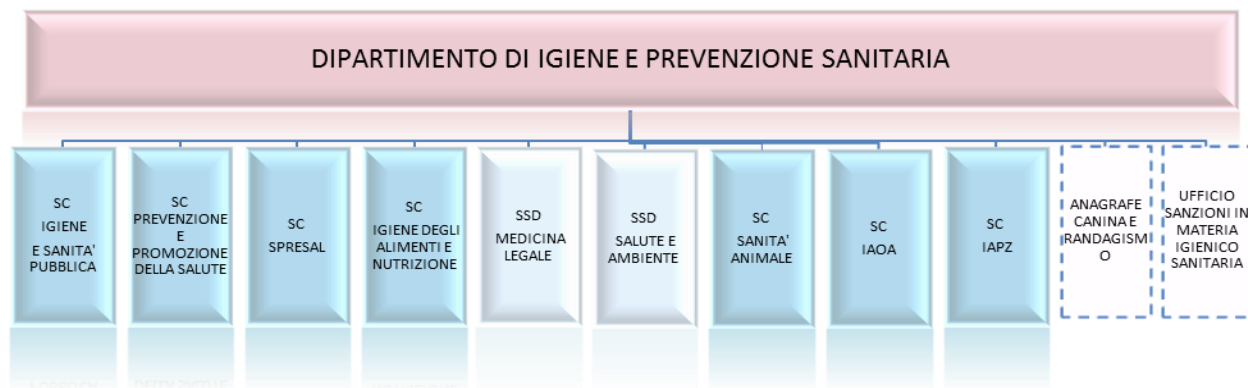 DIPARTIMENTO DI IGIENE E PREVENZIONE SANITARIA
SC
IGIENE
E SANITA' PUBBLICA
SC
PREVENZIONE
E
PROMOZIONE
DELLA SALUTE
SC
SPRESAL
SC
IGIENE DEGLI
ALIMENTI E
NUTRIZIONE
SSD
MEDICINA
LEGALE
SSD
SALUTE E
AMBIENTE
SC
SANITA'
ANIMALE
SC
IAOA
SC
IAPZ
ANAGRAFE
CANINA E
RANDAGISM
O
UFFICIO
SANZIONI IN
MATERIA
IGIENICO
SANITARIA